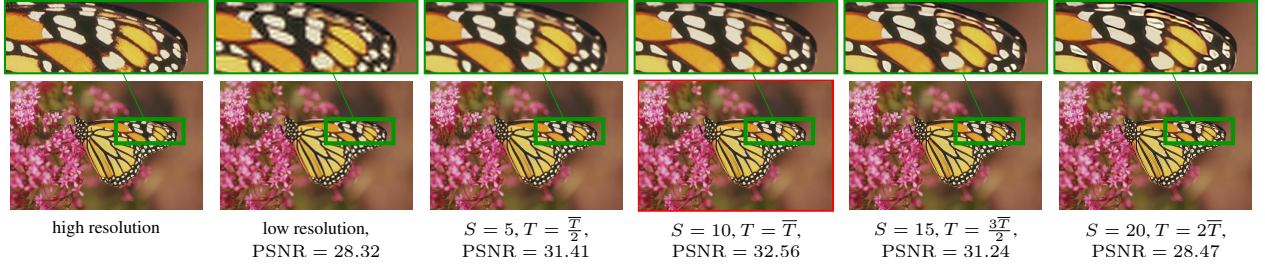 high resolution
low resolution,
PSNR = 28.32
S = 5, T = T̅/2,
PSNR = 31.41
S = 10, T = T̅,
PSNR = 32.56
S = 15, T = 3T̅/2,
PSNR = 31.24
S = 20, T = 2T̅,
PSNR = 28.47